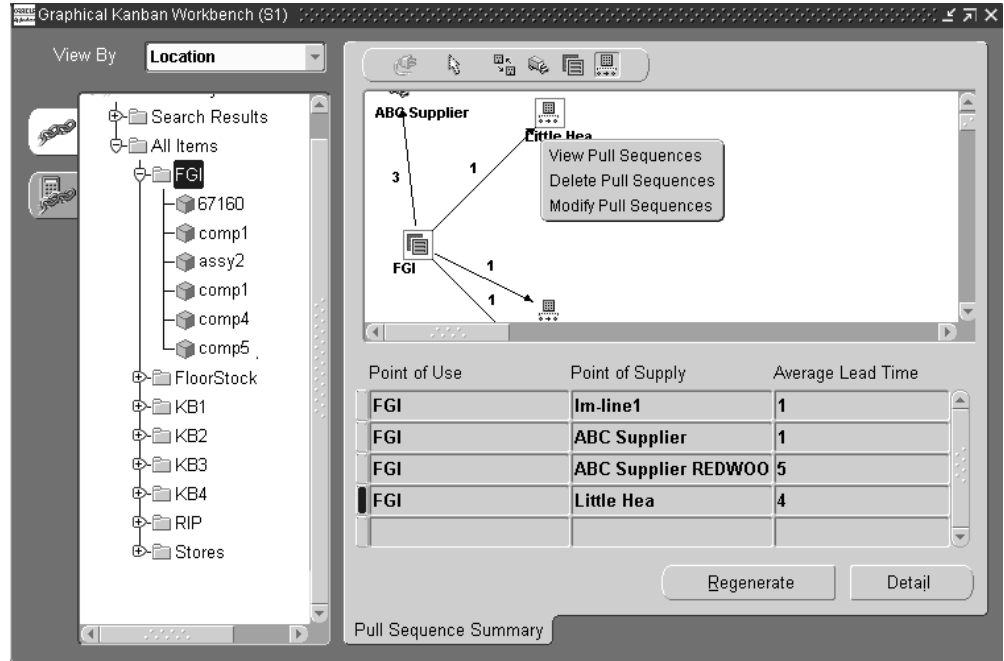 Graphical Kanban Workbench (S1)
View By
Location
Search Results
All Items
FGI
67160
comp1
assy2
comp1
comp4
comp5
FloorStock
KB1
KB2
KB3
KB4
RIP
Stores
ABC Supplier
Little Hea
View Pull Sequences
Delete Pull Sequences
Modify Pull Sequences
3
1
FGI
1
1
Point of Use Point of Supply Average Lead Time
FGI lm-line1 1
FGI ABC Supplier 1
FGI ABC Supplier REDWOO 5
FGI Little Hea 4
Regenerate Detail
Pull Sequence Summary